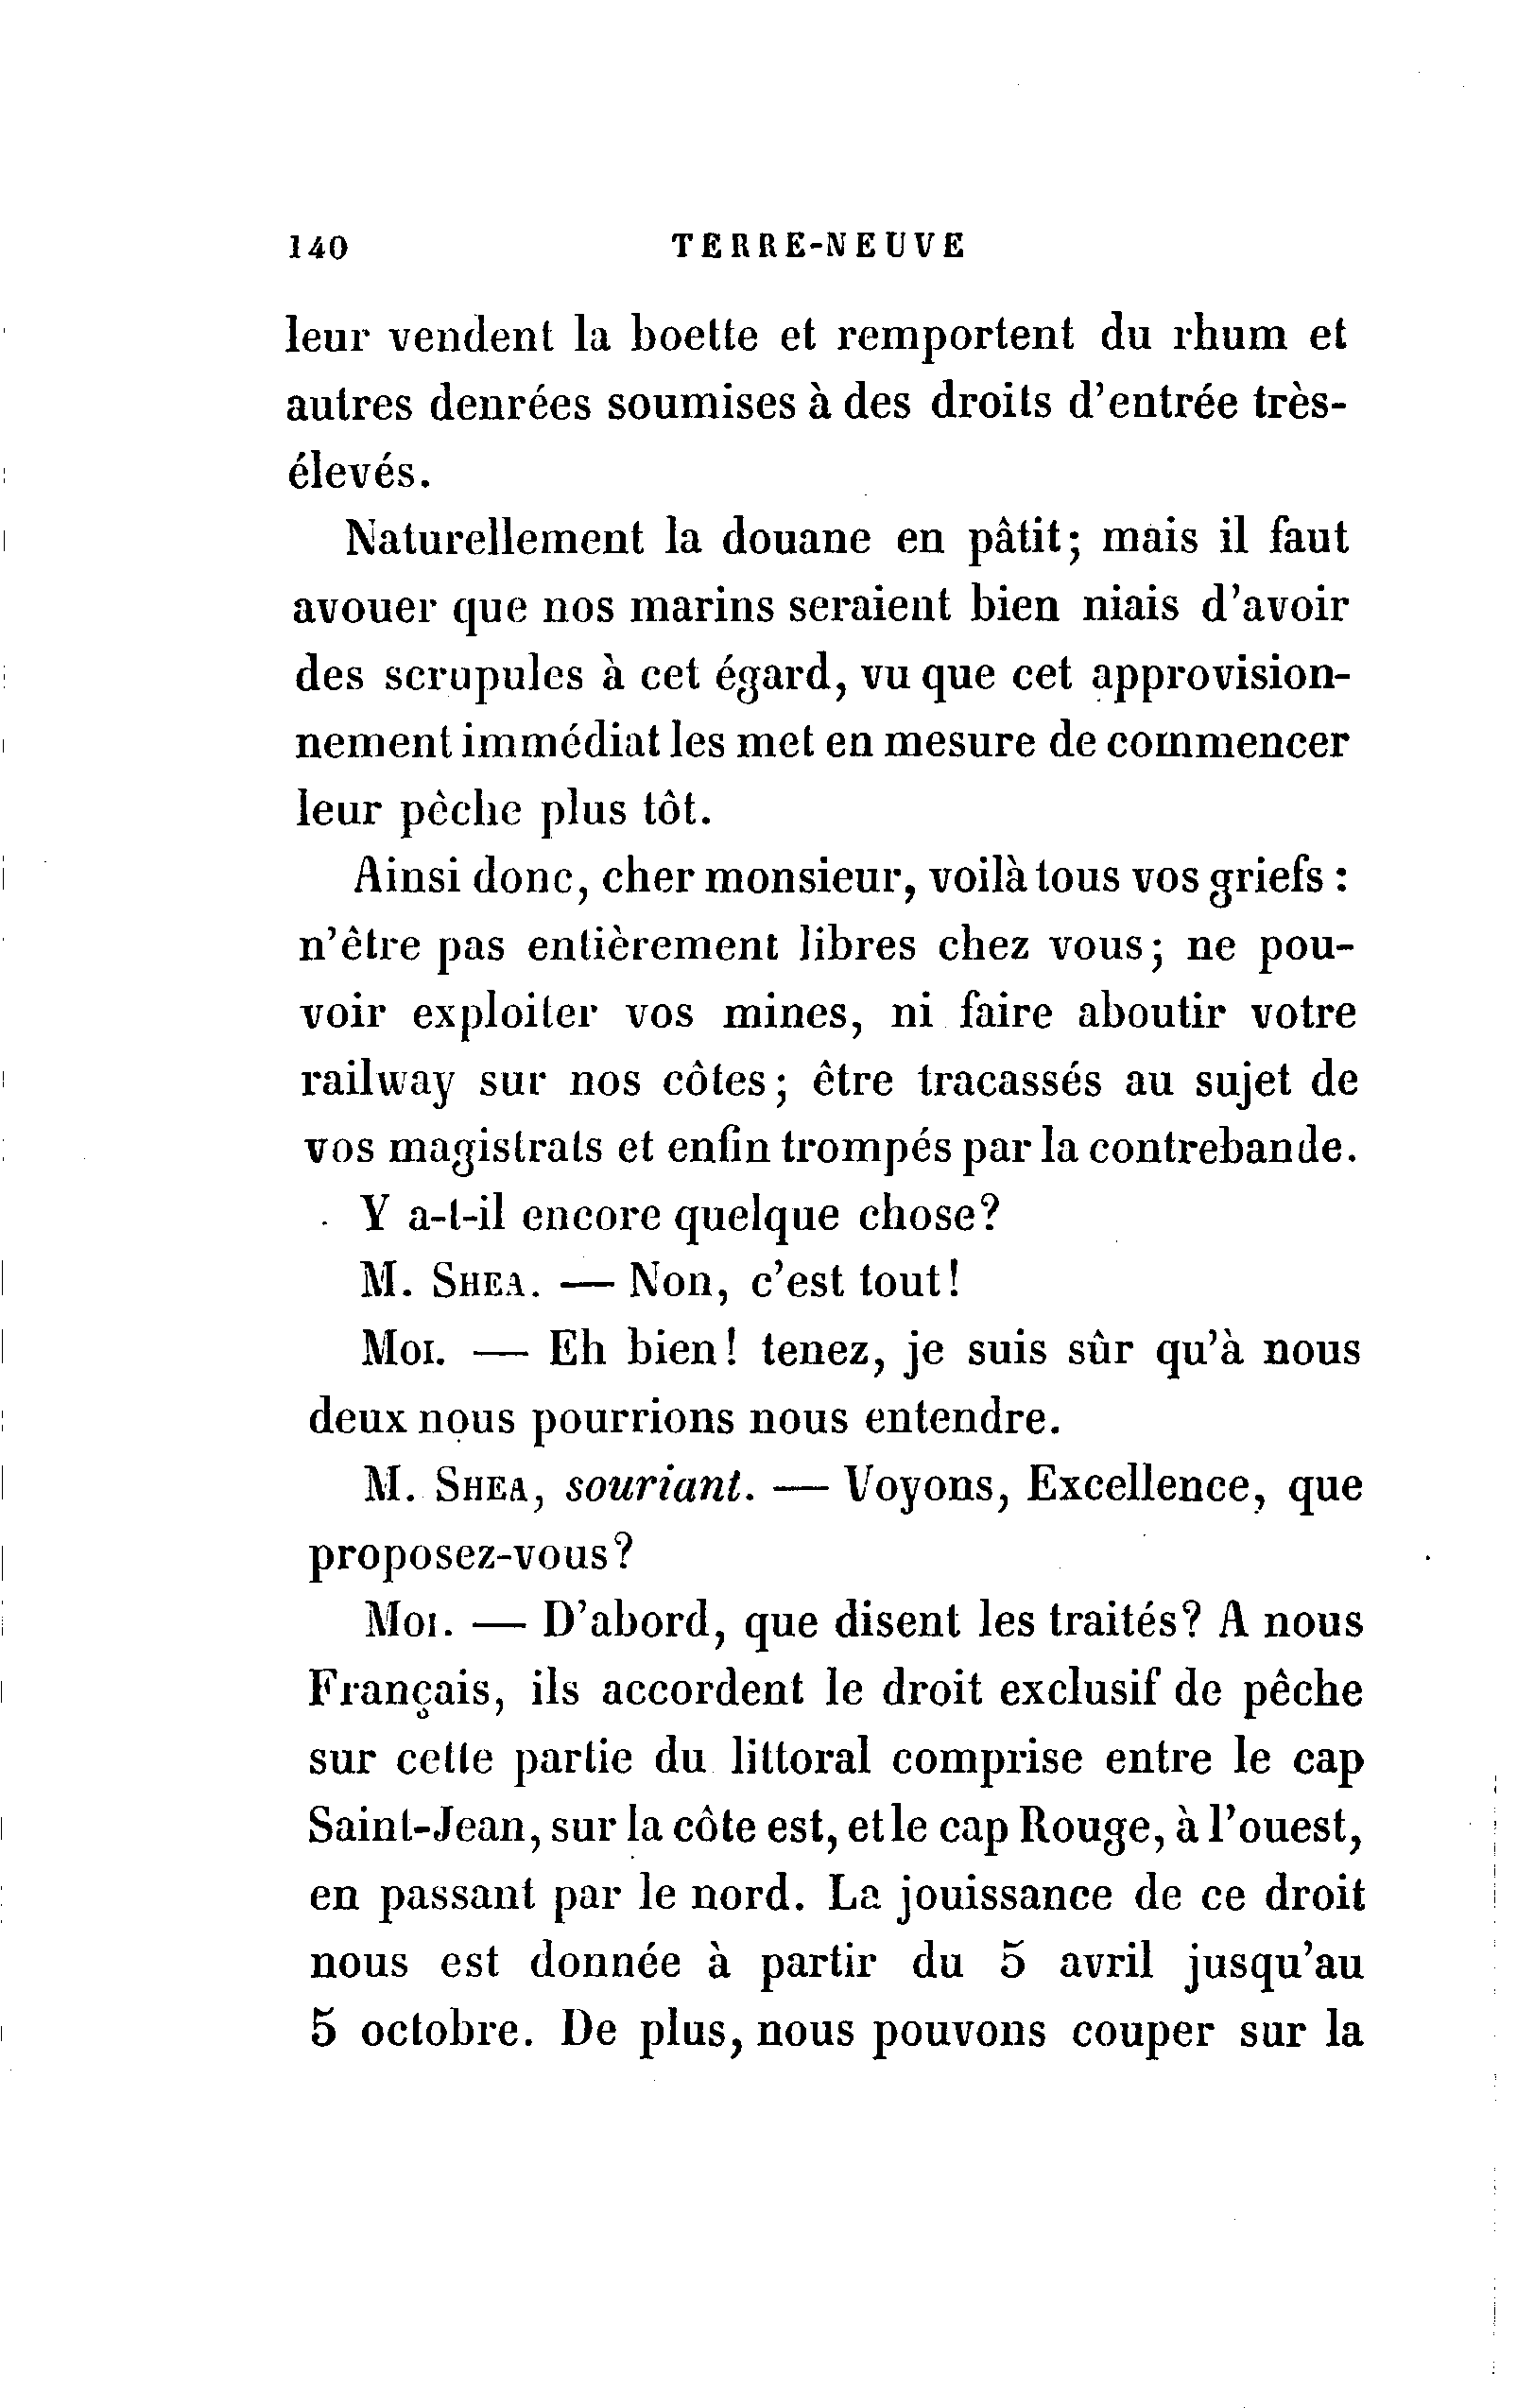 140 TERRE-NEUVE
leur vendent la boette et remportent du rhum et
autres denrées soumises à des droits d'entrée très-
élevés.
Naturellement la douane en pâtit; mais il faut
avouer que nos marins seraient bien niais d'avoir
des scrupules à cet égard, vu que cet approvision-
nement immédiat les met en mesure de commencer
leur pêche plus tôt.
Ainsi donc, cher monsieur, voilà tous vos griefs :
n'être pas entièrement libres chez vous; ne pou-
voir exploiter vos mines, ni faire aboutir votre
railway sur nos côtes; être tracassés au sujet de
vos magistrats et enfin trompés par la contrebande.
Y a-t-il encore quelque chose?
M. SHEA. — Non, c'est tout!
MOI. — Eh bien! tenez, je suis sûr qu'à nous
deux nous pourrions nous entendre.
M. SHEA, souriant. — Voyons, Excellence, que
proposez-vous?
MOI. — D'abord, que disent les traités? A nous
Français, ils accordent le droit exclusif de pêche
sur cette partie du littoral comprise entre le cap
Saint-Jean, sur la côte est, et le cap Rouge, à l'ouest,
en passant par le nord. La jouissance de ce droit
nous est donnée à partir du 5 avril jusqu'au
5 octobre. De plus, nous pouvons couper sur la